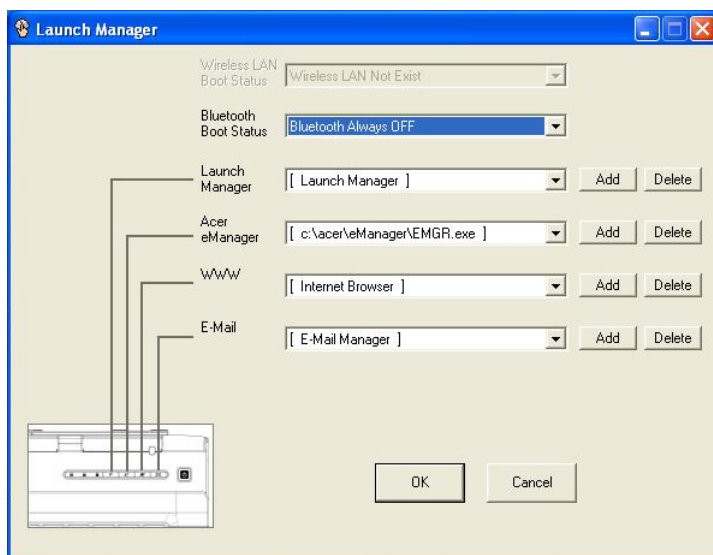 Launch Manager
Wireless LAN
Boot Status
Wireless LAN Not Exist
Bluetooth
Boot Status
Bluetooth Always OFF
Launch
Manager
[ Launch Manager ]
Add
Delete
Acer
eManager
[ c:\acer\eManager\EMGR.exe ]
Add
Delete
WWW
[ Internet Browser ]
Add
Delete
E-Mail
[ E-Mail Manager ]
Add
Delete
OK
Cancel